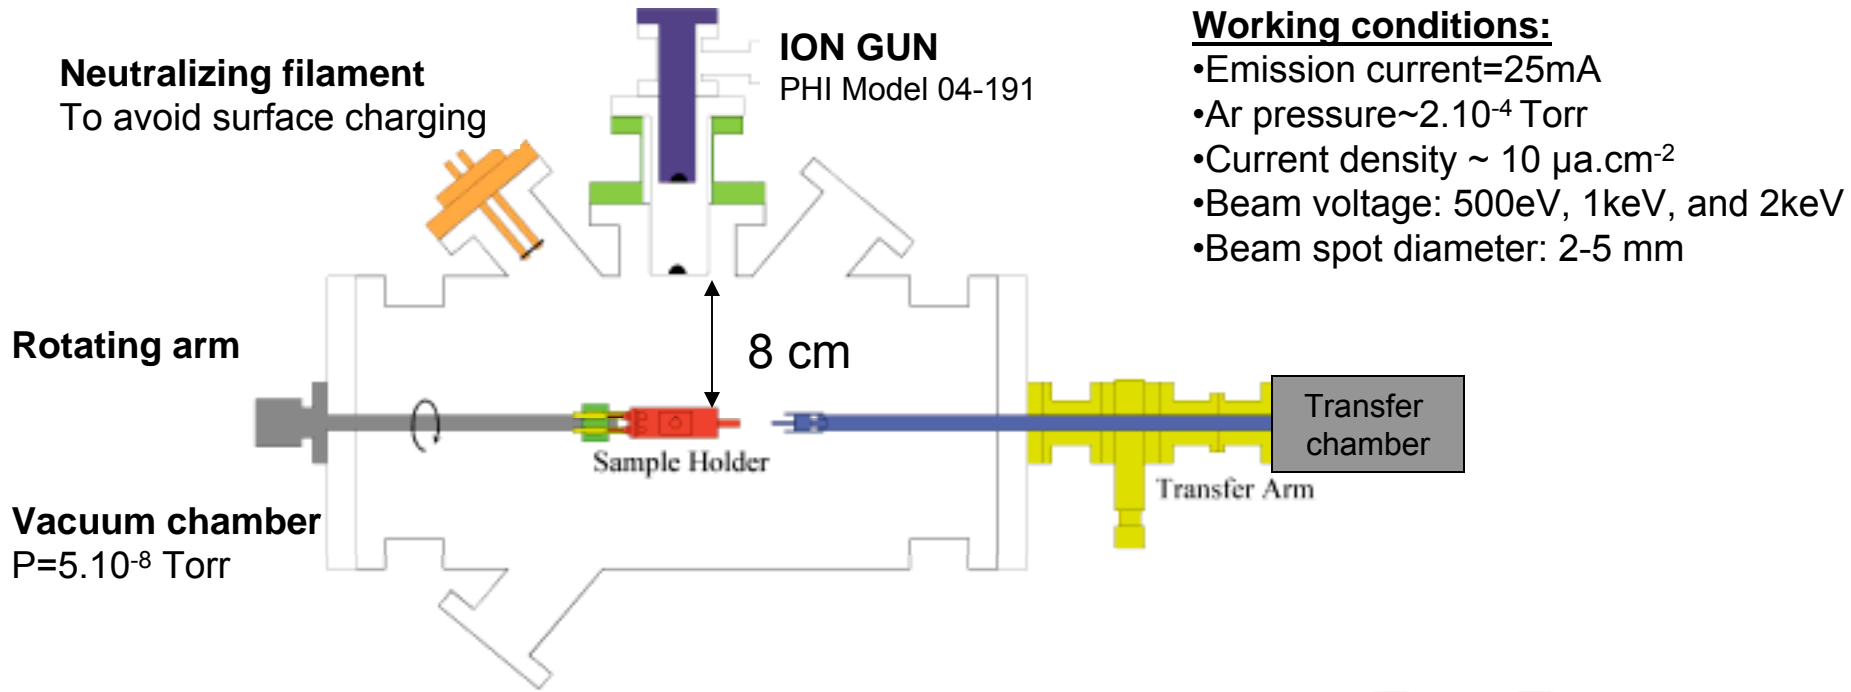 Neutralizing filament
To avoid surface charging
ION GUN
PHI Model 04-191
Working conditions:
•Emission current=25mA
•Ar pressure~2.10-4 Torr
•Current density ~ 10 µa.cm-2
•Beam voltage: 500eV, 1keV, and 2keV
•Beam spot diameter: 2-5 mm
Rotating arm
8 cm
Sample Holder
Transfer
chamber
Transfer Arm
Vacuum chamber
P=5.10-8 Torr